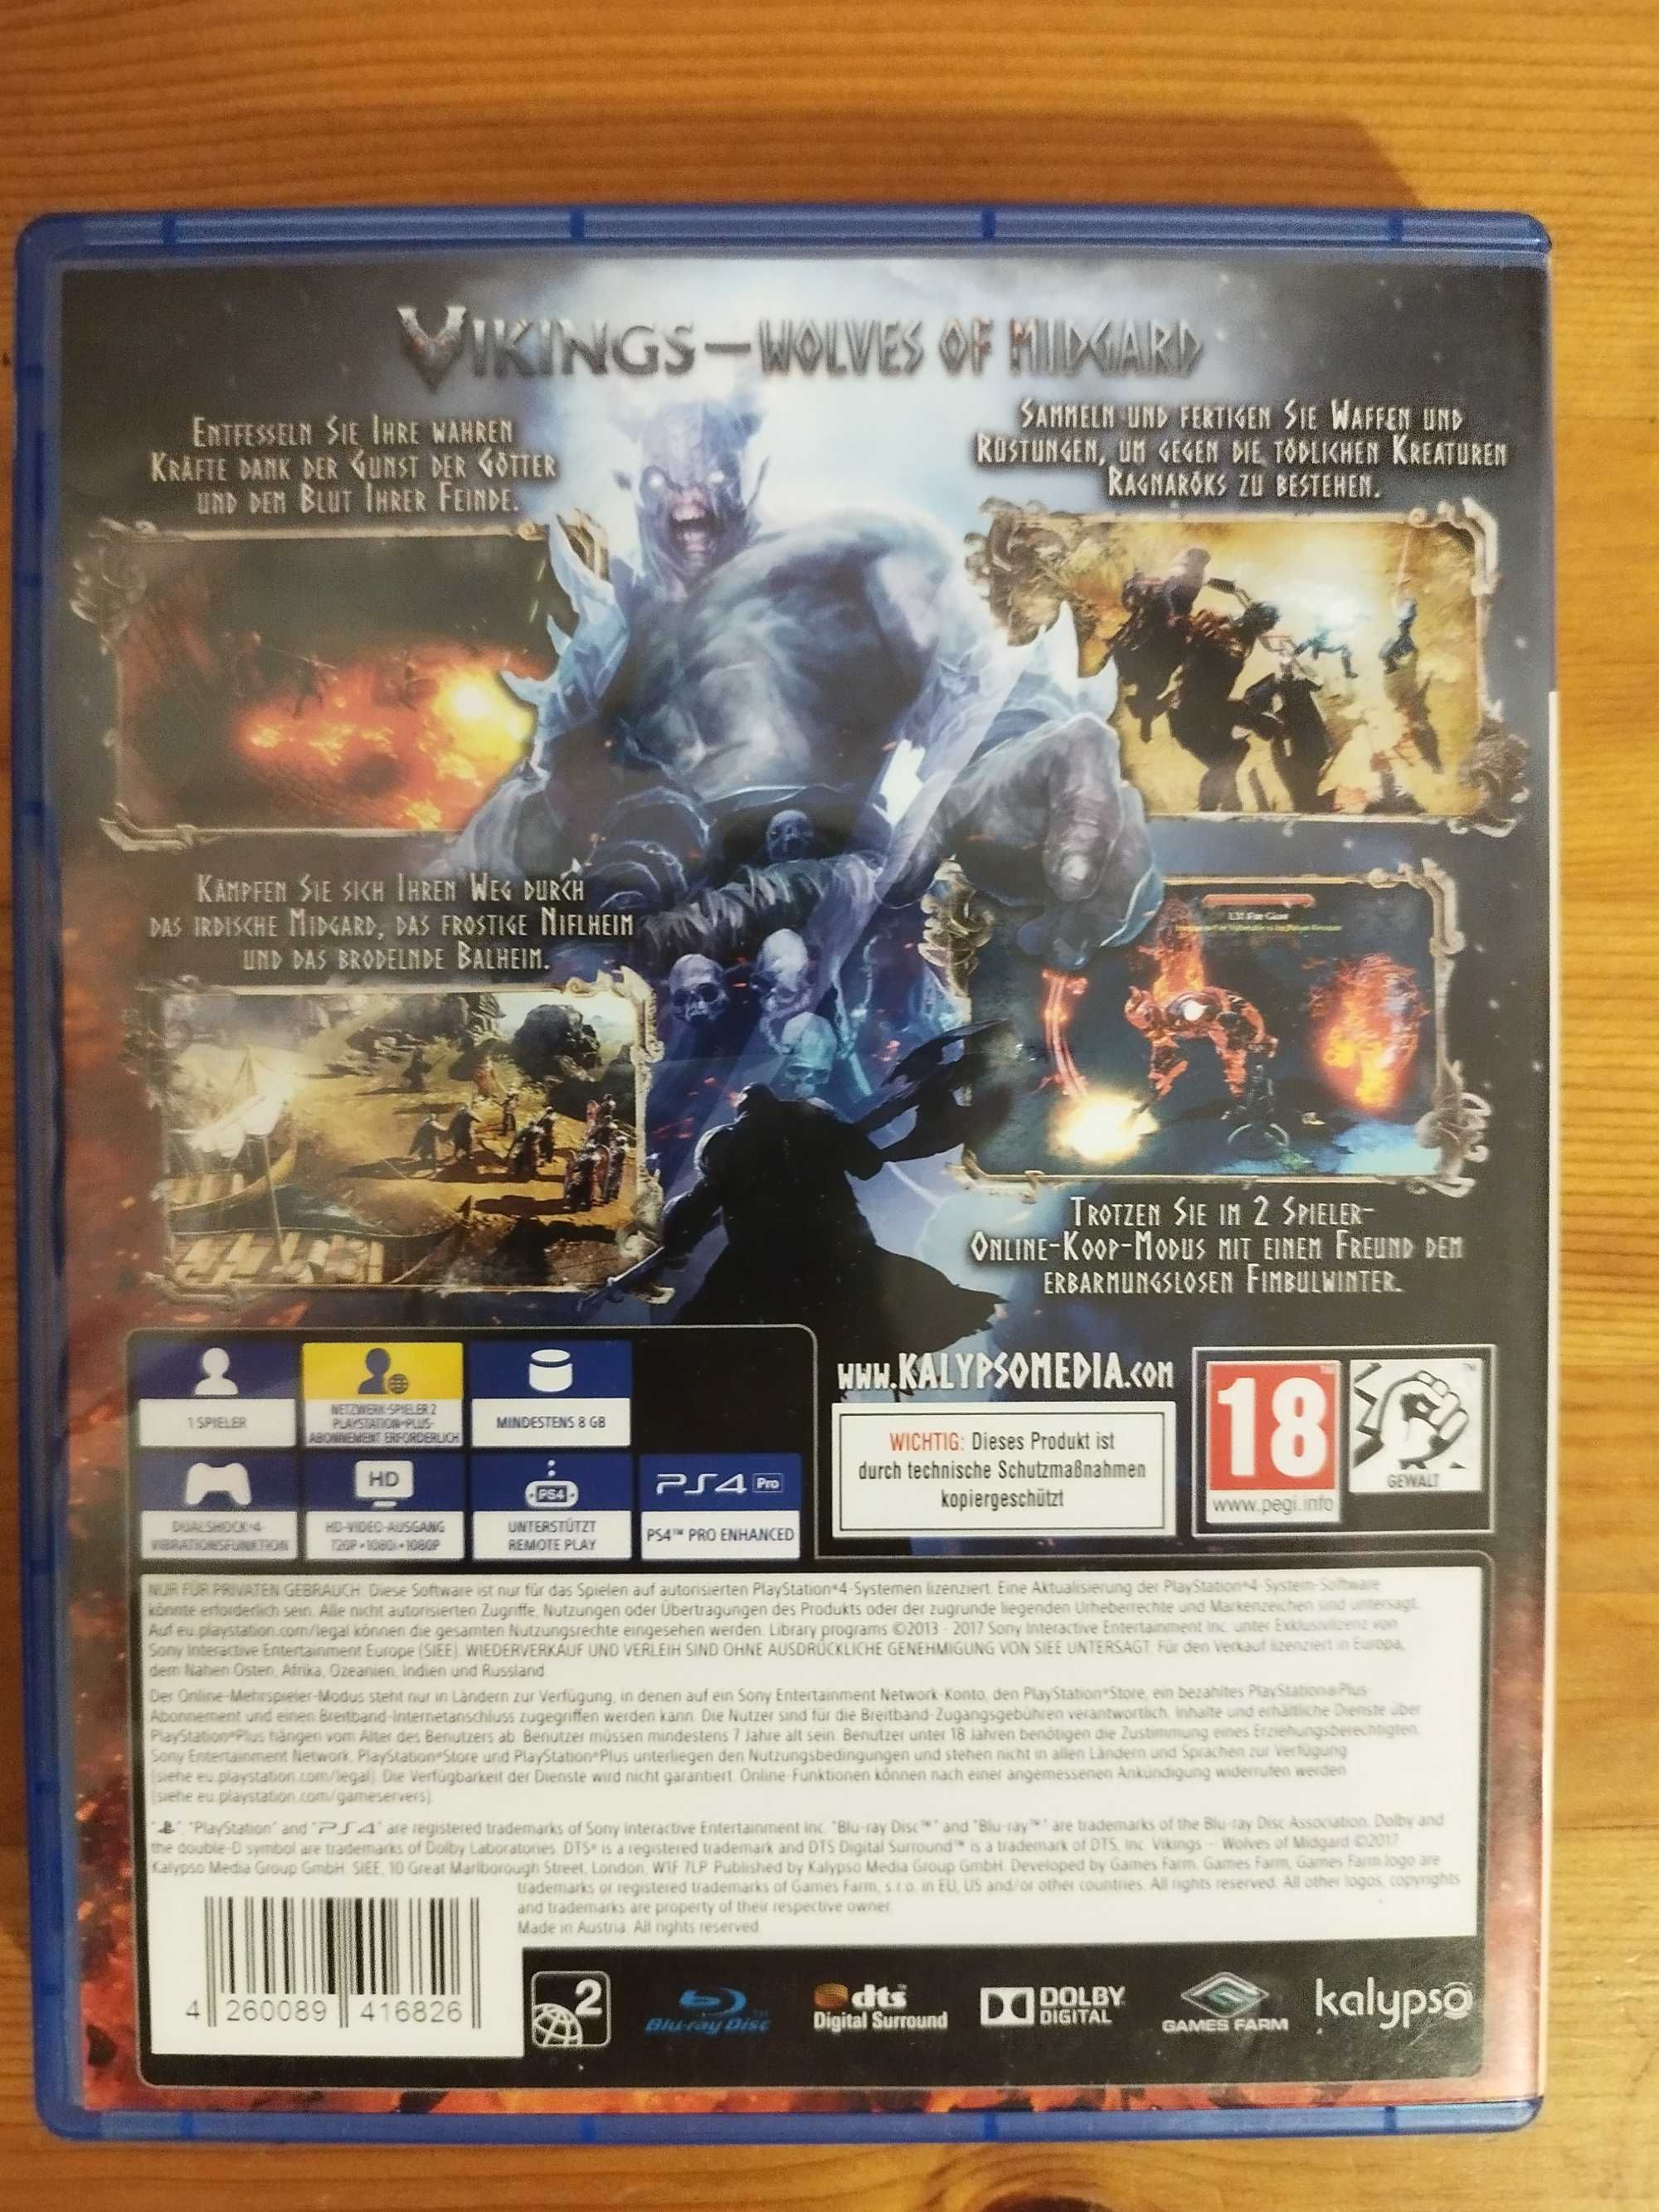 VIKINGS – WOLVES OF MIDGARD
ENTFESSELN SIE IHRE WAHREN
KRÄFTE DANK DER GUNST DER GÖTTER
UND DEM BLUT IHRER FEINDE.
SAMMELN UND FERTIGEN SIE WAFFEN UND
RÜSTUNGEN, UM GEGEN DIE TÖDLICHEN KREATUREN
RAGNARÖKS ZU BESTEHEN.
KÄMPFEN SIE SICH IHREN WEG DURCH
DAS IRDISCHE MIDGARD, DAS FROSTIGE NIFLHEIM
UND DAS BRODELNDE BALHEIM.
TROTZEN SIE IM 2 SPIELER-
ONLINE-KOOP-MODUS MIT EINEM FREUND DEM
ERBARMUNGSLOSEN FIMBULWINTER.
1 SPIELER
NETZWERK-SPIELER 2
PLAYSTATION®PLUS-
ABONNEMENT ERFORDERLICH
MINDESTENS 8 GB
HD
PS4
PS4 Pro
DUALSHOCK®4-
VIBRATIONSFUNKTION
HD-VIDEO-AUSGANG
720P•1080i•1080P
UNTERSTÜTZT
REMOTE PLAY
PS4™ PRO ENHANCED
www.KALYPSOMEDIA.com
WICHTIG: Dieses Produkt ist
durch technische Schutzmaßnahmen
kopiergeschützt
18
www.pegi.info
GEWALT
NUR FÜR PRIVATEN GEBRAUCH. Diese Software ist nur für das Spielen auf autorisierten PlayStation®4-Systemen lizenziert. Eine Aktualisierung der PlayStation®4-System-Software
könnte erforderlich sein. Alle nicht autorisierten Zugriffe, Nutzungen oder Übertragungen des Produkts oder der zugrunde liegenden Urheberrechte und Markenzeichen sind untersagt.
Auf eu.playstation.com/legal können die gesamten Nutzungsrechte eingesehen werden. Library programs ©2013 - 2017 Sony Interactive Entertainment Inc. unter Exklusivlizenz von
Sony Interactive Entertainment Europe (SIEE). WIEDERVERKAUF UND VERLEIH SIND OHNE AUSDRÜCKLICHE GENEHMIGUNG VON SIEE UNTERSAGT. Für den Verkauf lizenziert in Europa,
dem Nahen Osten, Afrika, Ozeanien, Indien und Russland.
Der Online-Mehrspieler-Modus steht nur in Ländern zur Verfügung, in denen auf ein Sony Entertainment Network-Konto, den PlayStation®Store, ein bezahltes PlayStation®Plus-
Abonnement und einen Breitband-Internetanschluss zugegriffen werden kann. Die Nutzer sind für die Breitband-Zugangsgebühren verantwortlich. Inhalte und erhältliche Dienste über
PlayStation®Plus hängen vom Alter des Benutzers ab. Benutzer müssen mindestens 7 Jahre alt sein. Benutzer unter 18 Jahren benötigen die Zustimmung eines Erziehungsberechtigten.
Sony Entertainment Network, PlayStation®Store und PlayStation®Plus unterliegen den Nutzungsbedingungen und stehen nicht in allen Ländern und Sprachen zur Verfügung
(siehe eu.playstation.com/legal). Die Verfügbarkeit der Dienste wird nicht garantiert. Online-Funktionen können nach einer angemessenen Ankündigung widerrufen werden
(siehe eu.playstation.com/gameservers).
"PlayStation" and "PS4" are registered trademarks of Sony Interactive Entertainment Inc. "Blu-ray Disc™" and "Blu-ray™" are trademarks of the Blu-ray Disc Association. Dolby and
the double-D symbol are trademarks of Dolby Laboratories. DTS® is a registered trademark and DTS Digital Surround™ is a trademark of DTS, Inc. Vikings – Wolves of Midgard ©2017
Kalypso Media Group GmbH. SIEE, 10 Great Marlborough Street, London, W1F 7LP. Published by Kalypso Media Group GmbH. Developed by Games Farm. Games Farm, Games Farm logo are
trademarks or registered trademarks of Games Farm, s.r.o. in EU, US and/or other countries. All rights reserved. All other logos, copyrights
and trademarks are property of their respective owner.
Made in Austria. All rights reserved.
4 260089 416826
2
Blu-ray Disc
dts
Digital Surround
DOLBY
DIGITAL
GAMES FARM
kalypso